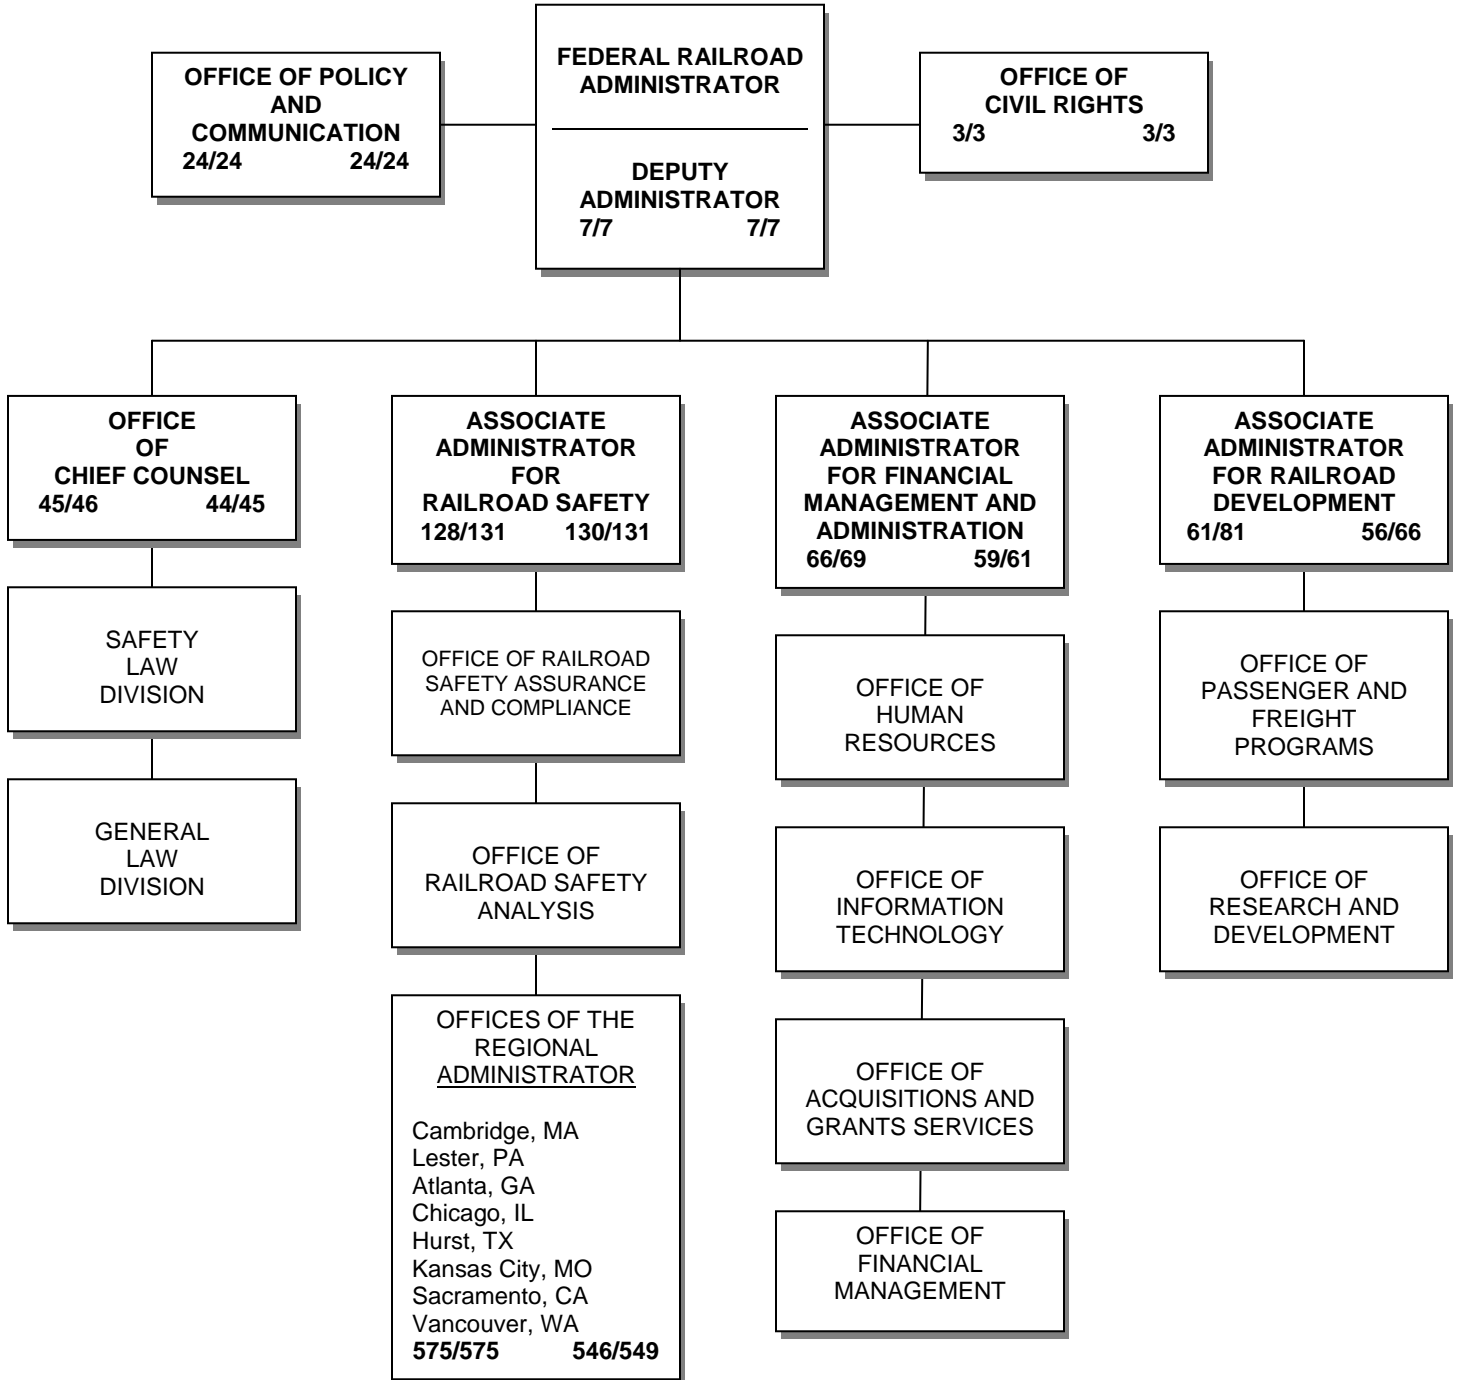 FEDERAL RAILROAD
ADMINISTRATOR
DEPUTY
ADMINISTRATOR
7/7 7/7
OFFICE OF POLICY
AND
COMMUNICATION
24/24 24/24
OFFICE OF
CIVIL RIGHTS
3/3 3/3
OFFICE
OF
CHIEF COUNSEL
45/46 44/45
SAFETY
LAW
DIVISION
GENERAL
LAW
DIVISION
ASSOCIATE
ADMINISTRATOR
FOR
RAILROAD SAFETY
128/131 130/131
OFFICE OF RAILROAD
SAFETY ASSURANCE
AND COMPLIANCE
OFFICE OF
RAILROAD SAFETY
ANALYSIS
OFFICES OF THE
REGIONAL
ADMINISTRATOR
Cambridge, MA
Lester, PA
Atlanta, GA
Chicago, IL
Hurst, TX
Kansas City, MO
Sacramento, CA
Vancouver, WA
575/575 546/549
ASSOCIATE
ADMINISTRATOR
FOR FINANCIAL
MANAGEMENT AND
ADMINISTRATION
66/69 59/61
OFFICE OF
HUMAN
RESOURCES
OFFICE OF
INFORMATION
TECHNOLOGY
OFFICE OF
ACQUISITIONS AND
GRANTS SERVICES
OFFICE OF
FINANCIAL
MANAGEMENT
ASSOCIATE
ADMINISTRATOR
FOR RAILROAD
DEVELOPMENT
61/81 56/66
OFFICE OF
PASSENGER AND
FREIGHT
PROGRAMS
OFFICE OF
RESEARCH AND
DEVELOPMENT